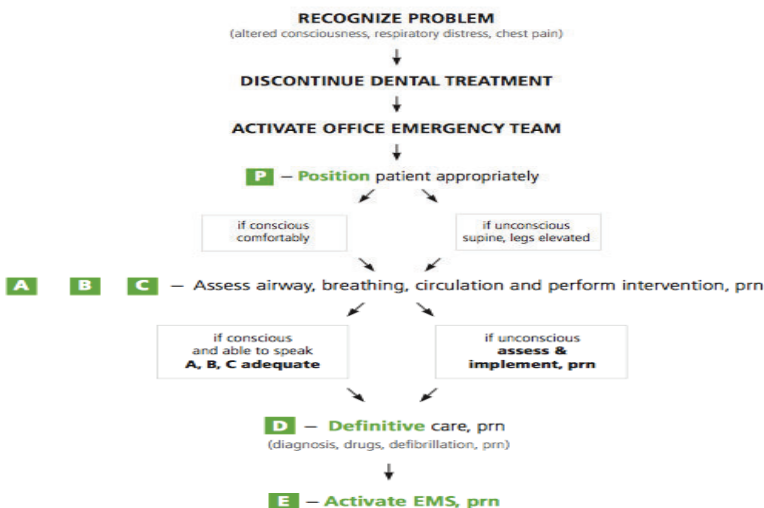 RECOGNIZE PROBLEM
(altered consciousness, respiratory distress, chest pain)
DISCONTINUE DENTAL TREATMENT
ACTIVATE OFFICE EMERGENCY TEAM
P – Position patient appropriately
if conscious
comfortably
if unconscious
supine, legs elevated
A B C – Assess airway, breathing, circulation and perform intervention, prn
if conscious
and able to speak
A, B, C adequate
if unconscious
assess &
implement, prn
D – Definitive care, prn
(diagnosis, drugs, defibrillation, prn)
E – Activate EMS, prn